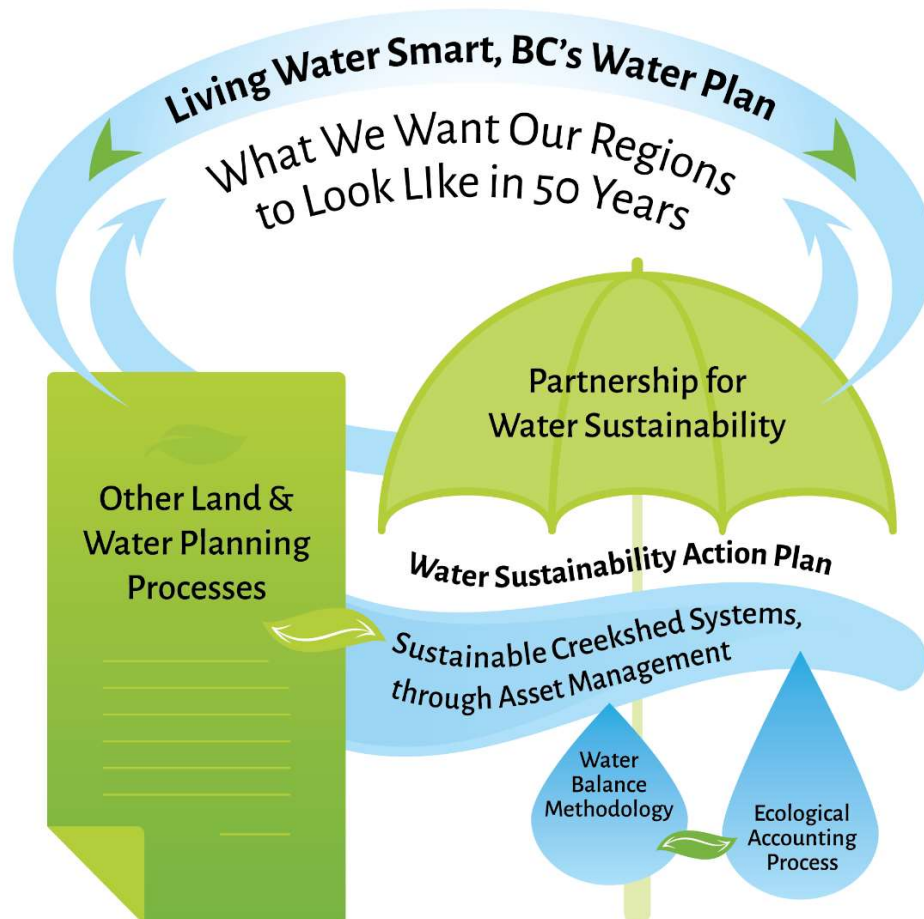 Living Water Smart, BC's Water Plan
What We Want Our Regions
to Look LIke in 50 Years
Partnership for
Water Sustainability
Other Land &
Water Planning
Processes
Water Sustainability Action Plan
Sustainable Creekshed Systems,
through Asset Management
Water
Balance
Methodology
Ecological
Accounting
Process